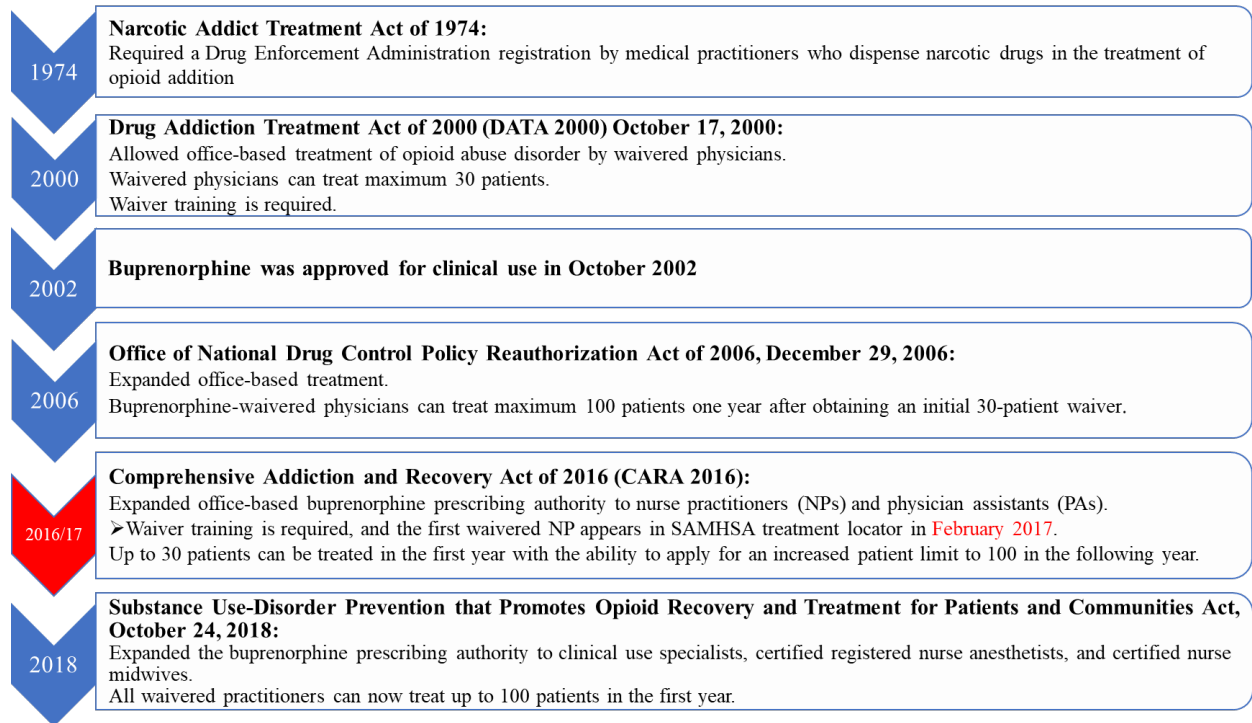 1974
Narcotic Addict Treatment Act of 1974:
Required a Drug Enforcement Administration registration by medical practitioners who dispense narcotic drugs in the treatment of
opioid addition
2000
Drug Addiction Treatment Act of 2000 (DATA 2000) October 17, 2000:
Allowed office-based treatment of opioid abuse disorder by waivered physicians.
Waivered physicians can treat maximum 30 patients.
Waiver training is required.
2002
Buprenorphine was approved for clinical use in October 2002
2006
Office of National Drug Control Policy Reauthorization Act of 2006, December 29, 2006:
Expanded office-based treatment.
Buprenorphine-waivered physicians can treat maximum 100 patients one year after obtaining an initial 30-patient waiver.
2016/17
Comprehensive Addiction and Recovery Act of 2016 (CARA 2016):
Expanded office-based buprenorphine prescribing authority to nurse practitioners (NPs) and physician assistants (PAs).
➢Waiver training is required, and the first waivered NP appears in SAMHSA treatment locator in February 2017.
Up to 30 patients can be treated in the first year with the ability to apply for an increased patient limit to 100 in the following year.
2018
Substance Use-Disorder Prevention that Promotes Opioid Recovery and Treatment for Patients and Communities Act,
October 24, 2018:
Expanded the buprenorphine prescribing authority to clinical use specialists, certified registered nurse anesthetists, and certified nurse
midwives.
All waivered practitioners can now treat up to 100 patients in the first year.